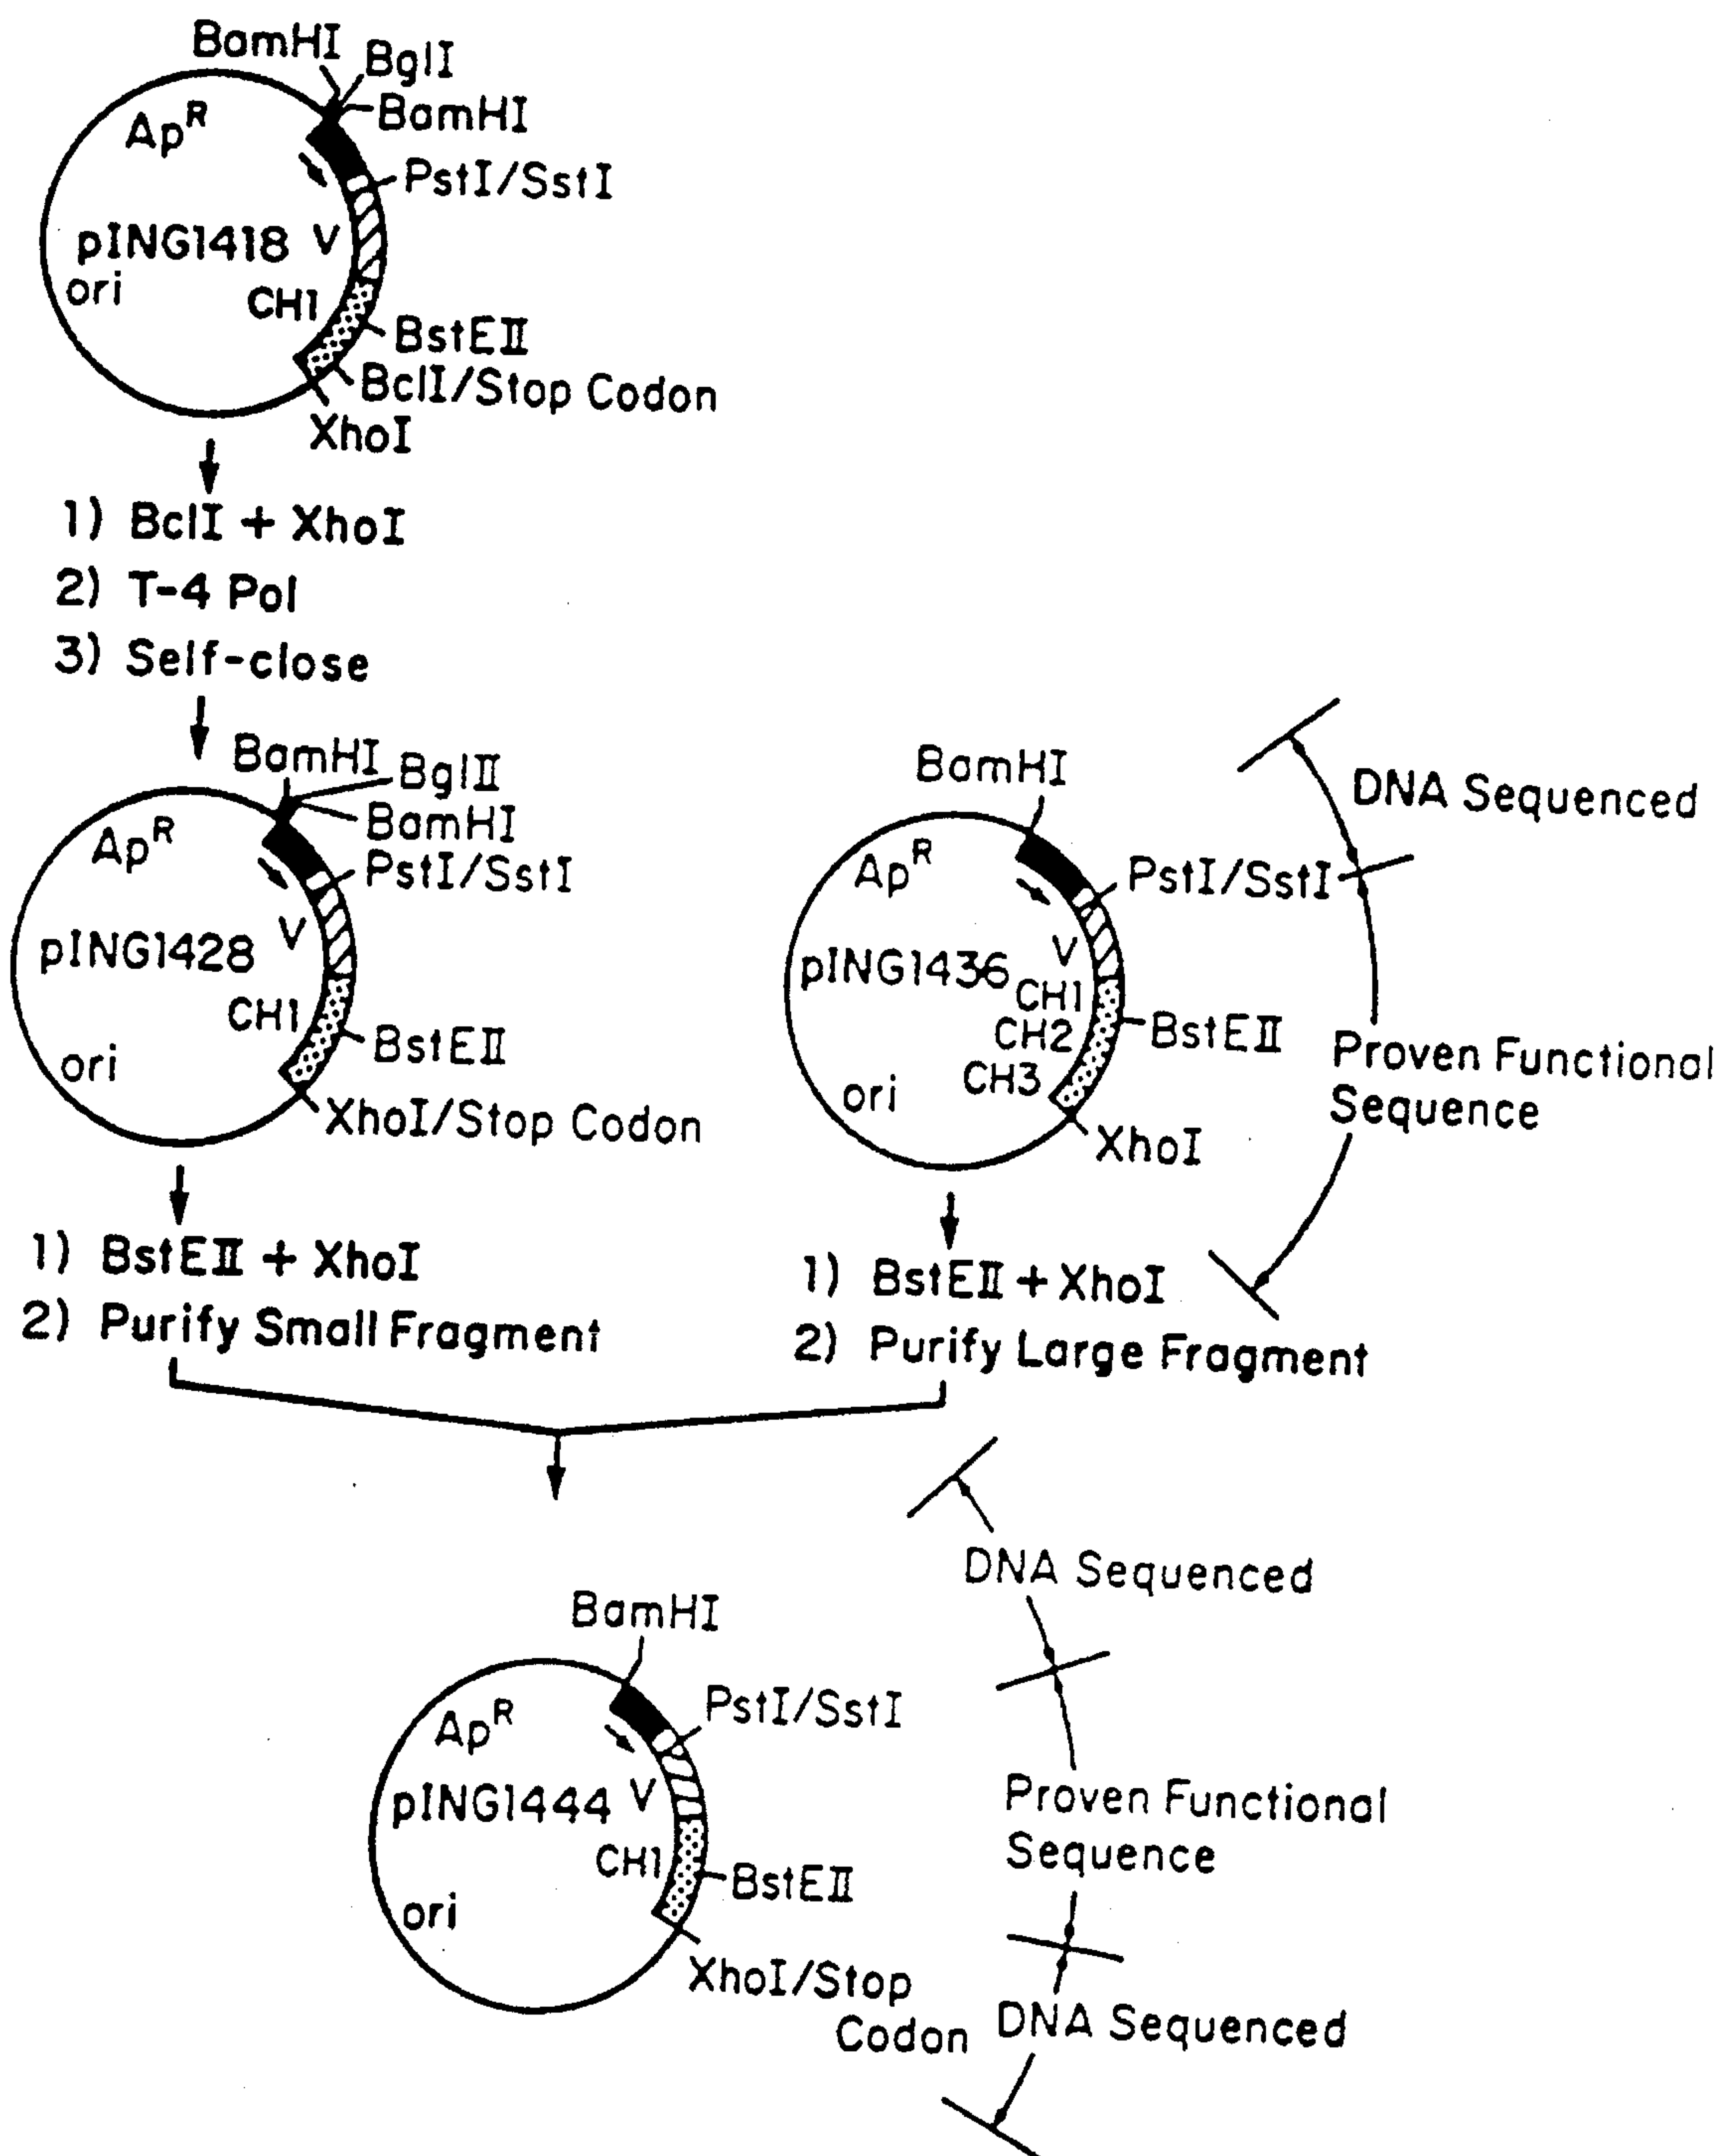 BamHI
BglI
BamHI
Ap^R
PstI/SstI
pING1418
V
ori
CH1
BstEII
BclI/Stop Codon
XhoI
1) BclI + XhoI
2) T-4 Pol
3) Self-close
BamHI
BglII
BamHI
Ap^R
PstI/SstI
V
pING1428
CH1
BstEII
ori
XhoI/Stop Codon
1) BstEII + XhoI
2) Purify Small Fragment
BamHI
Ap^R
PstI/SstI
V
pING1436
CH1
CH2
BstEII
CH3
ori
XhoI
DNA Sequenced
Proven Functional
Sequence
1) BstEII + XhoI
2) Purify Large Fragment
BamHI
Ap^R
PstI/SstI
pING1444
V
CH1
BstEII
ori
XhoI/Stop
Codon
DNA Sequenced
Proven Functional
Sequence
DNA Sequenced